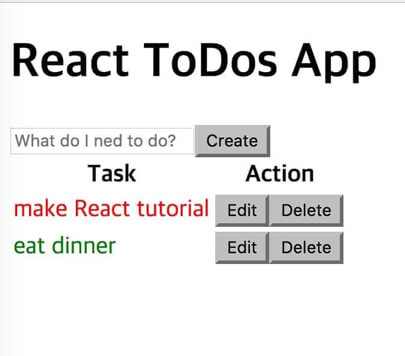 React ToDos App
What do I ned to do? Create
Task Action
make React tutorial Edit Delete
eat dinner Edit Delete